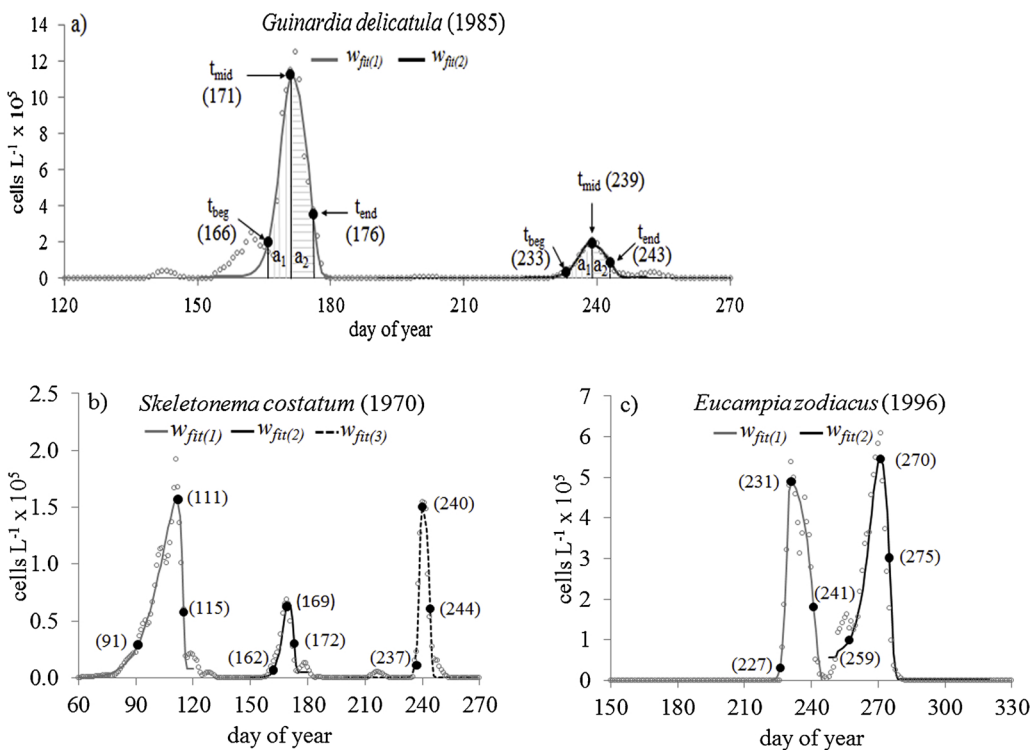 a) Guinardia delicatula (1985)
wfit(1) wfit(2)
cells L-1 x 10^5
14
12
10
8
6
4
2
0
tmid
(171)
tbeg
(166)
a1 a2
tend
(176)
tmid (239)
tbeg
(233)
a1 a2
tend
(243)
120 150 180 210 240 270
day of year
b) Skeletonema costatum (1970)
wfit(1) wfit(2) wfit(3)
cells L-1 x 10^5
2.5
2.0
1.5
1.0
0.5
0.0
(111)
(115)
(91)
(169)
(172)
(162)
(240)
(244)
(237)
60 90 120 150 180 210 240 270
day of year
c) Eucampia zodiacus (1996)
wfit(1) wfit(2)
cells L-1 x 10^5
7
6
5
4
3
2
1
0
(231)
(241)
(227)
(270)
(275)
(259)
150 180 210 240 270 300 330
day of year